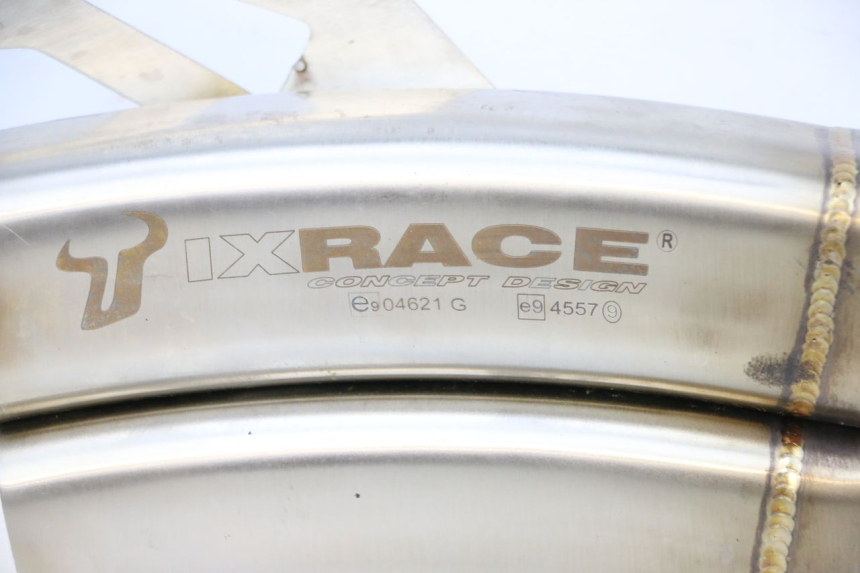 IXRACE®
CONCEPT DESIGN
e9 04621 G e9 4557 9